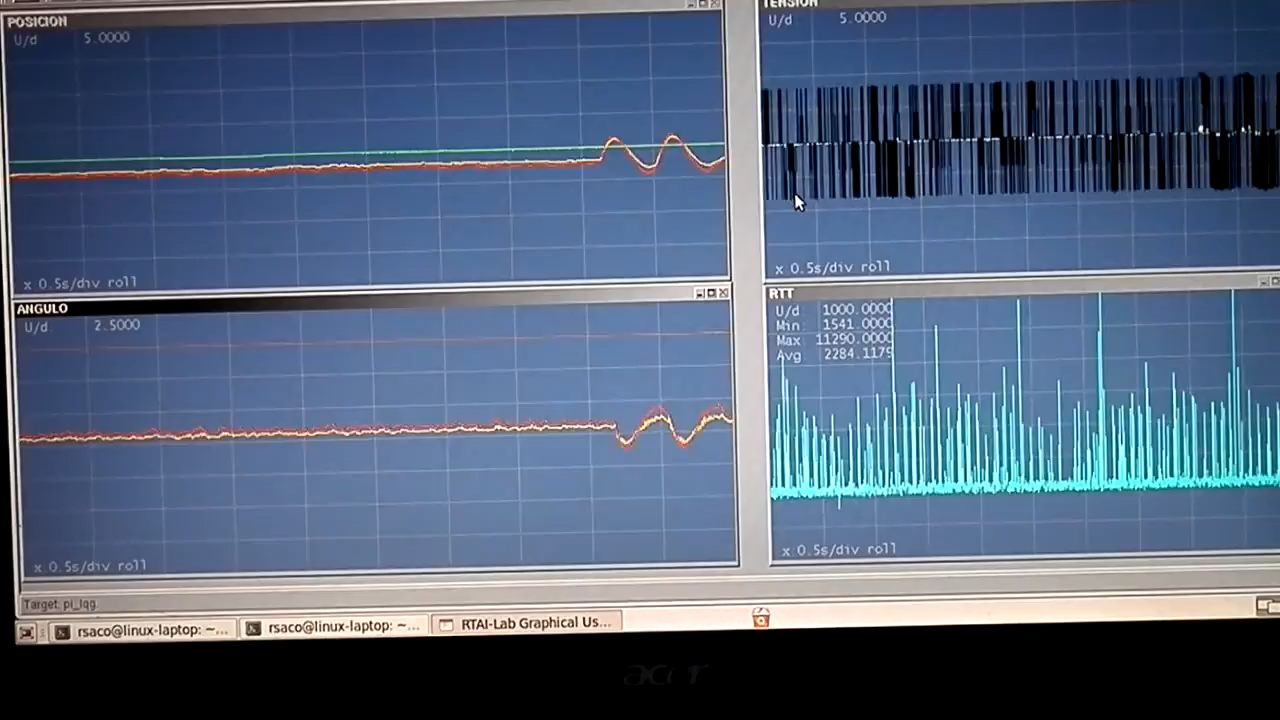 POSICION
U/d 5.0000
x 0.5s/div roll
TENSION
U/d 5.0000
x 0.5s/div roll
ANGULO
U/d 2.5000
x 0.5s/div roll
RTT
U/d 1000.0000
Min 1541.0000
Max 11290.0000
Avg 2284.1179
x 0.5s/div roll
Target: pi_lqg
rsaco@linux-laptop: ~... rsaco@linux-laptop: ~... RTAI-Lab Graphical Us...
acer